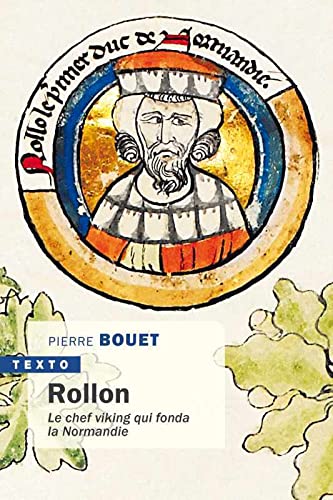 Rollo le primer duc de Normandie
PIERRE BOUET
TEXTO
Rollon
Le chef viking qui fonda
la Normandie